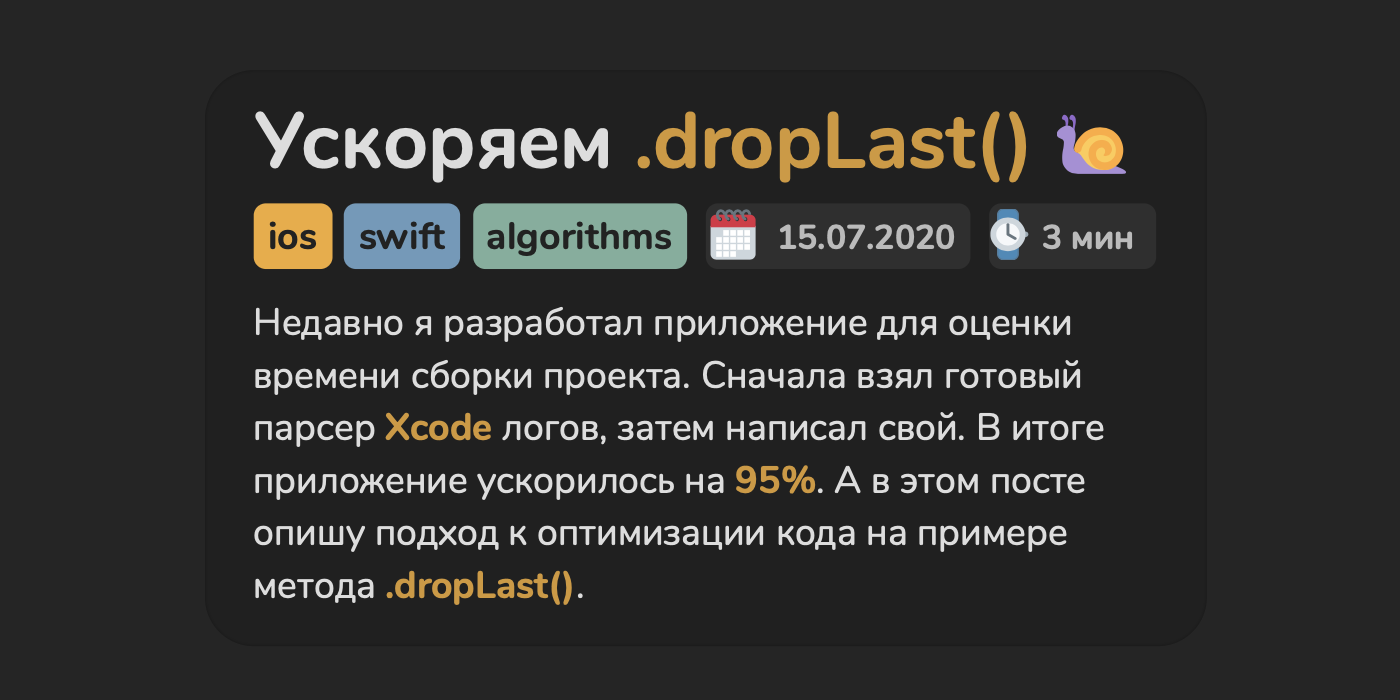 Ускоряем .dropLast() 🐌
ios swift algorithms 15.07.2020 3 мин
Недавно я разработал приложение для оценки
времени сборки проекта. Сначала взял готовый
парсер Xcode логов, затем написал свой. В итоге
приложение ускорилось на 95%. А в этом посте
опишу подход к оптимизации кода на примере
метода .dropLast().